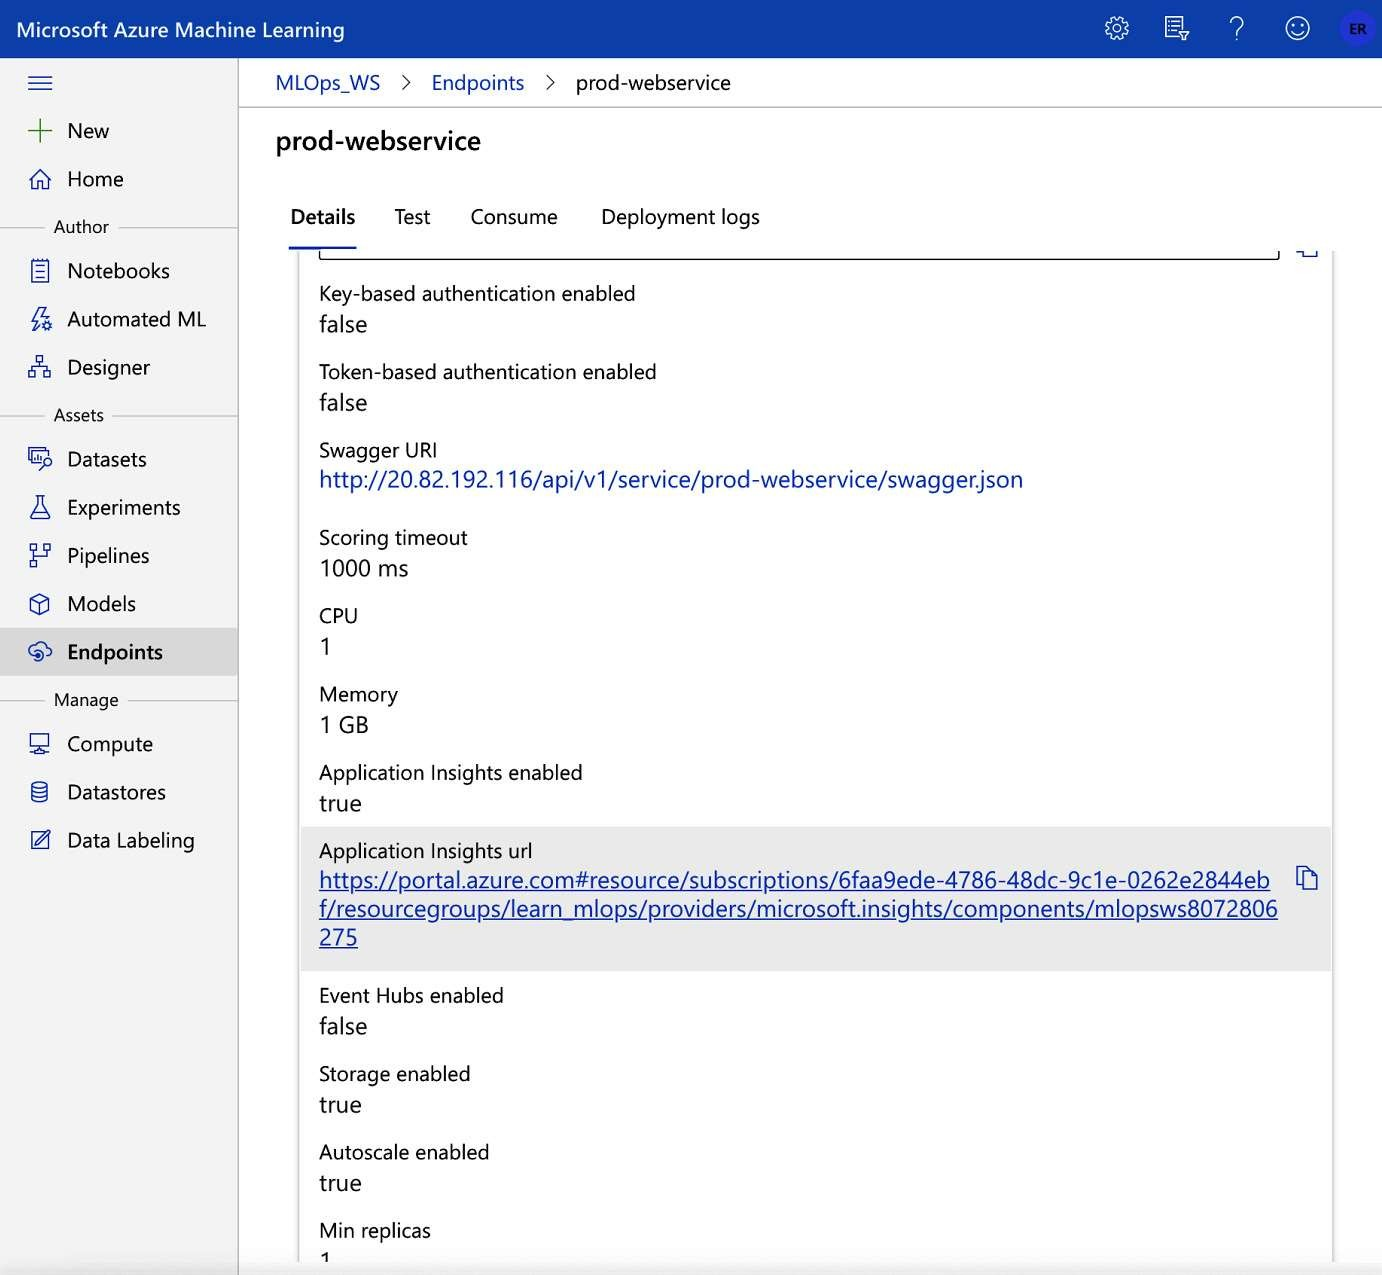 Microsoft Azure Machine Learning
ER
New
Home
Author
Notebooks
Automated ML
Designer
Assets
Datasets
Experiments
Pipelines
Models
Endpoints
Manage
Compute
Datastores
Data Labeling
MLOps_WS > Endpoints > prod-webservice
prod-webservice
Details Test Consume Deployment logs
Key-based authentication enabled
false
Token-based authentication enabled
false
Swagger URI
http://20.82.192.116/api/v1/service/prod-webservice/swagger.json
Scoring timeout
1000 ms
CPU
1
Memory
1 GB
Application Insights enabled
true
Application Insights url
https://portal.azure.com#resource/subscriptions/6faa9ede-4786-48dc-9c1e-0262e2844eb
f/resourcegroups/learn_mlops/providers/microsoft.insights/components/mlopsws8072806
275
Event Hubs enabled
false
Storage enabled
true
Autoscale enabled
true
Min replicas
1